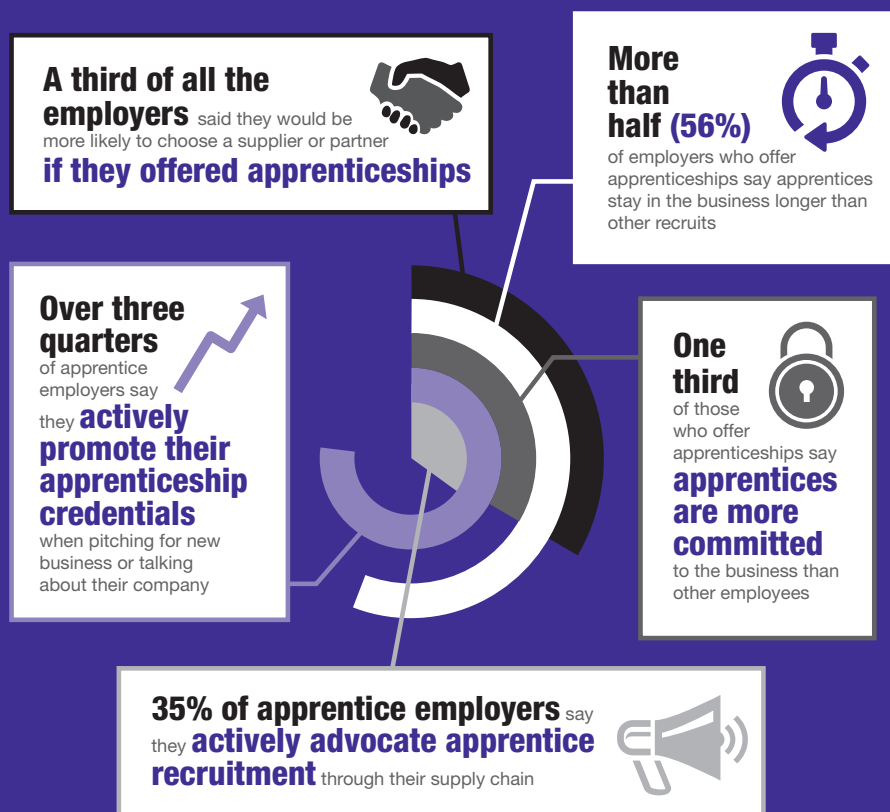 A third of all the
employers said they would be
more likely to choose a supplier or partner
if they offered apprenticeships
More
than
half (56%)
of employers who offer
apprenticeships say apprentices
stay in the business longer than
other recruits
Over three
quarters
of apprentice
employers say
they actively
promote their
apprenticeship
credentials
when pitching for new
business or talking
about their company
One
third
of those
who offer
apprenticeships say
apprentices
are more
committed
to the business than
other employees
35% of apprentice employers say
they actively advocate apprentice
recruitment through their supply chain